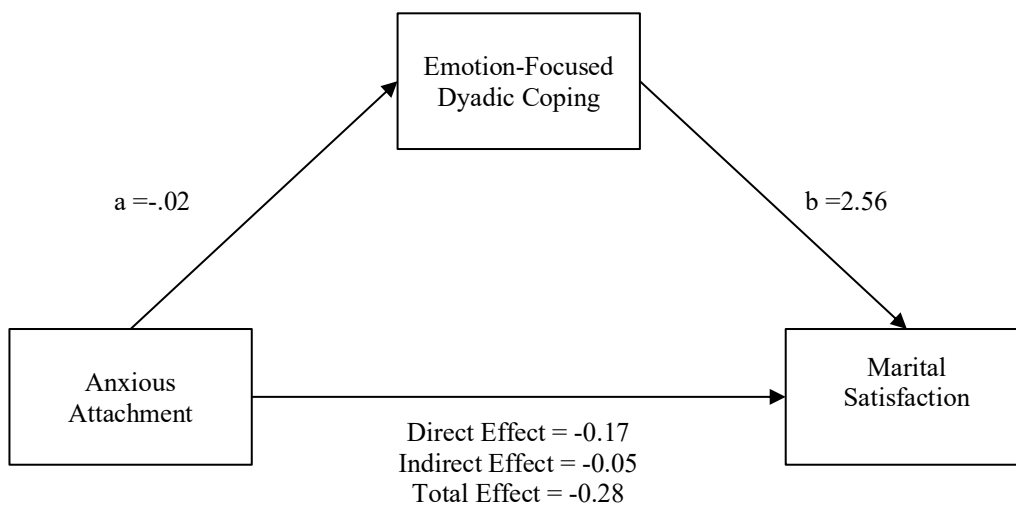 Emotion-Focused
Dyadic Coping
a =-.02
b =2.56
Anxious
Attachment
Marital
Satisfaction
Direct Effect = -0.17
Indirect Effect = -0.05
Total Effect = -0.28